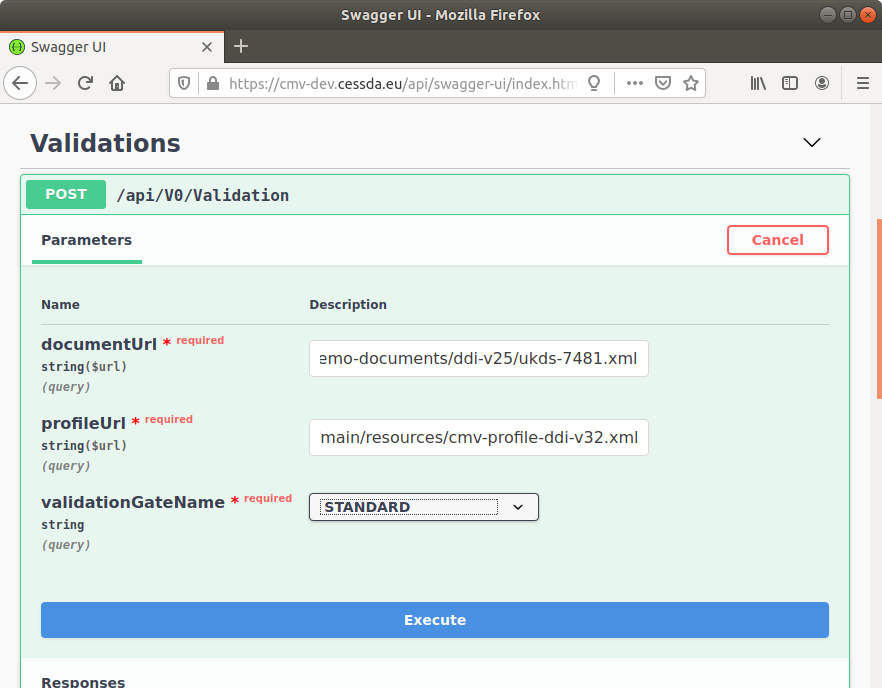 Swagger UI - Mozilla Firefox
Swagger UI
https://cmv-dev.cessda.eu/api/swagger-ui/index.htm
Validations
POST /api/V0/Validation
Parameters
Cancel
Name Description
documentUrl * required
string($url)
(query)
emo-documents/ddi-v25/ukds-7481.xml
profileUrl * required
string($url)
(query)
main/resources/cmv-profile-ddi-v32.xml
validationGateName * required
string
(query)
STANDARD
Execute
Responses